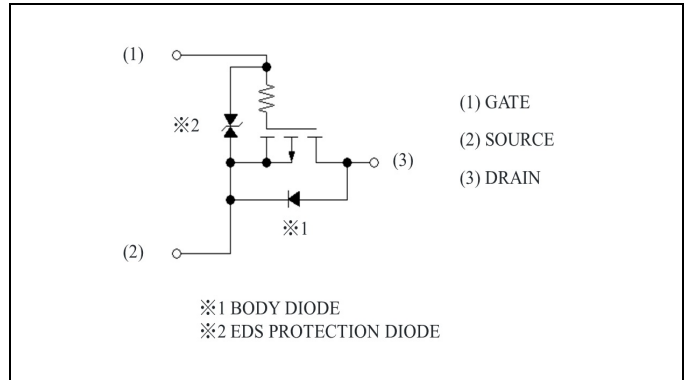 (1)
(1) GATE
※2
(2) SOURCE
(3)
(3) DRAIN
※1
(2)
※1 BODY DIODE
※2 EDS PROTECTION DIODE